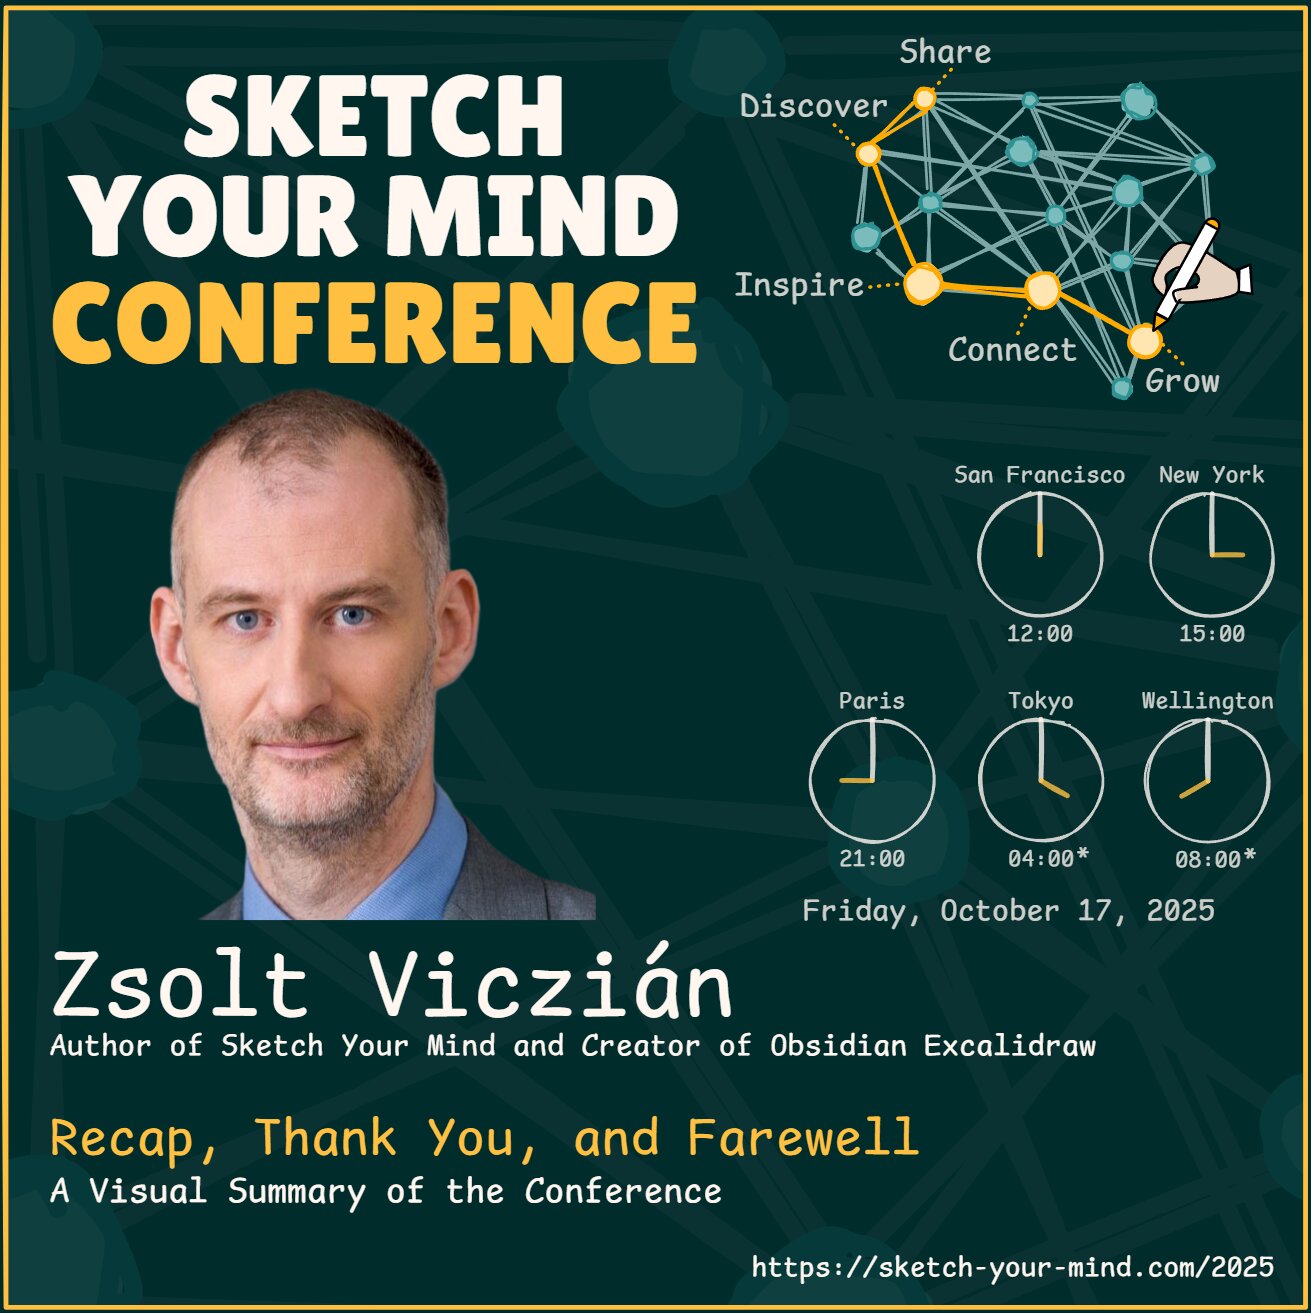 SKETCH
YOUR MIND
CONFERENCE
Share
Discover
Inspire
Connect
Grow
San Francisco
New York
12:00
15:00
Paris
Tokyo
Wellington
21:00
04:00*
08:00*
Friday, October 17, 2025
Zsolt Viczián
Author of Sketch Your Mind and Creator of Obsidian Excalidraw
Recap, Thank You, and Farewell
A Visual Summary of the Conference
https://sketch-your-mind.com/2025